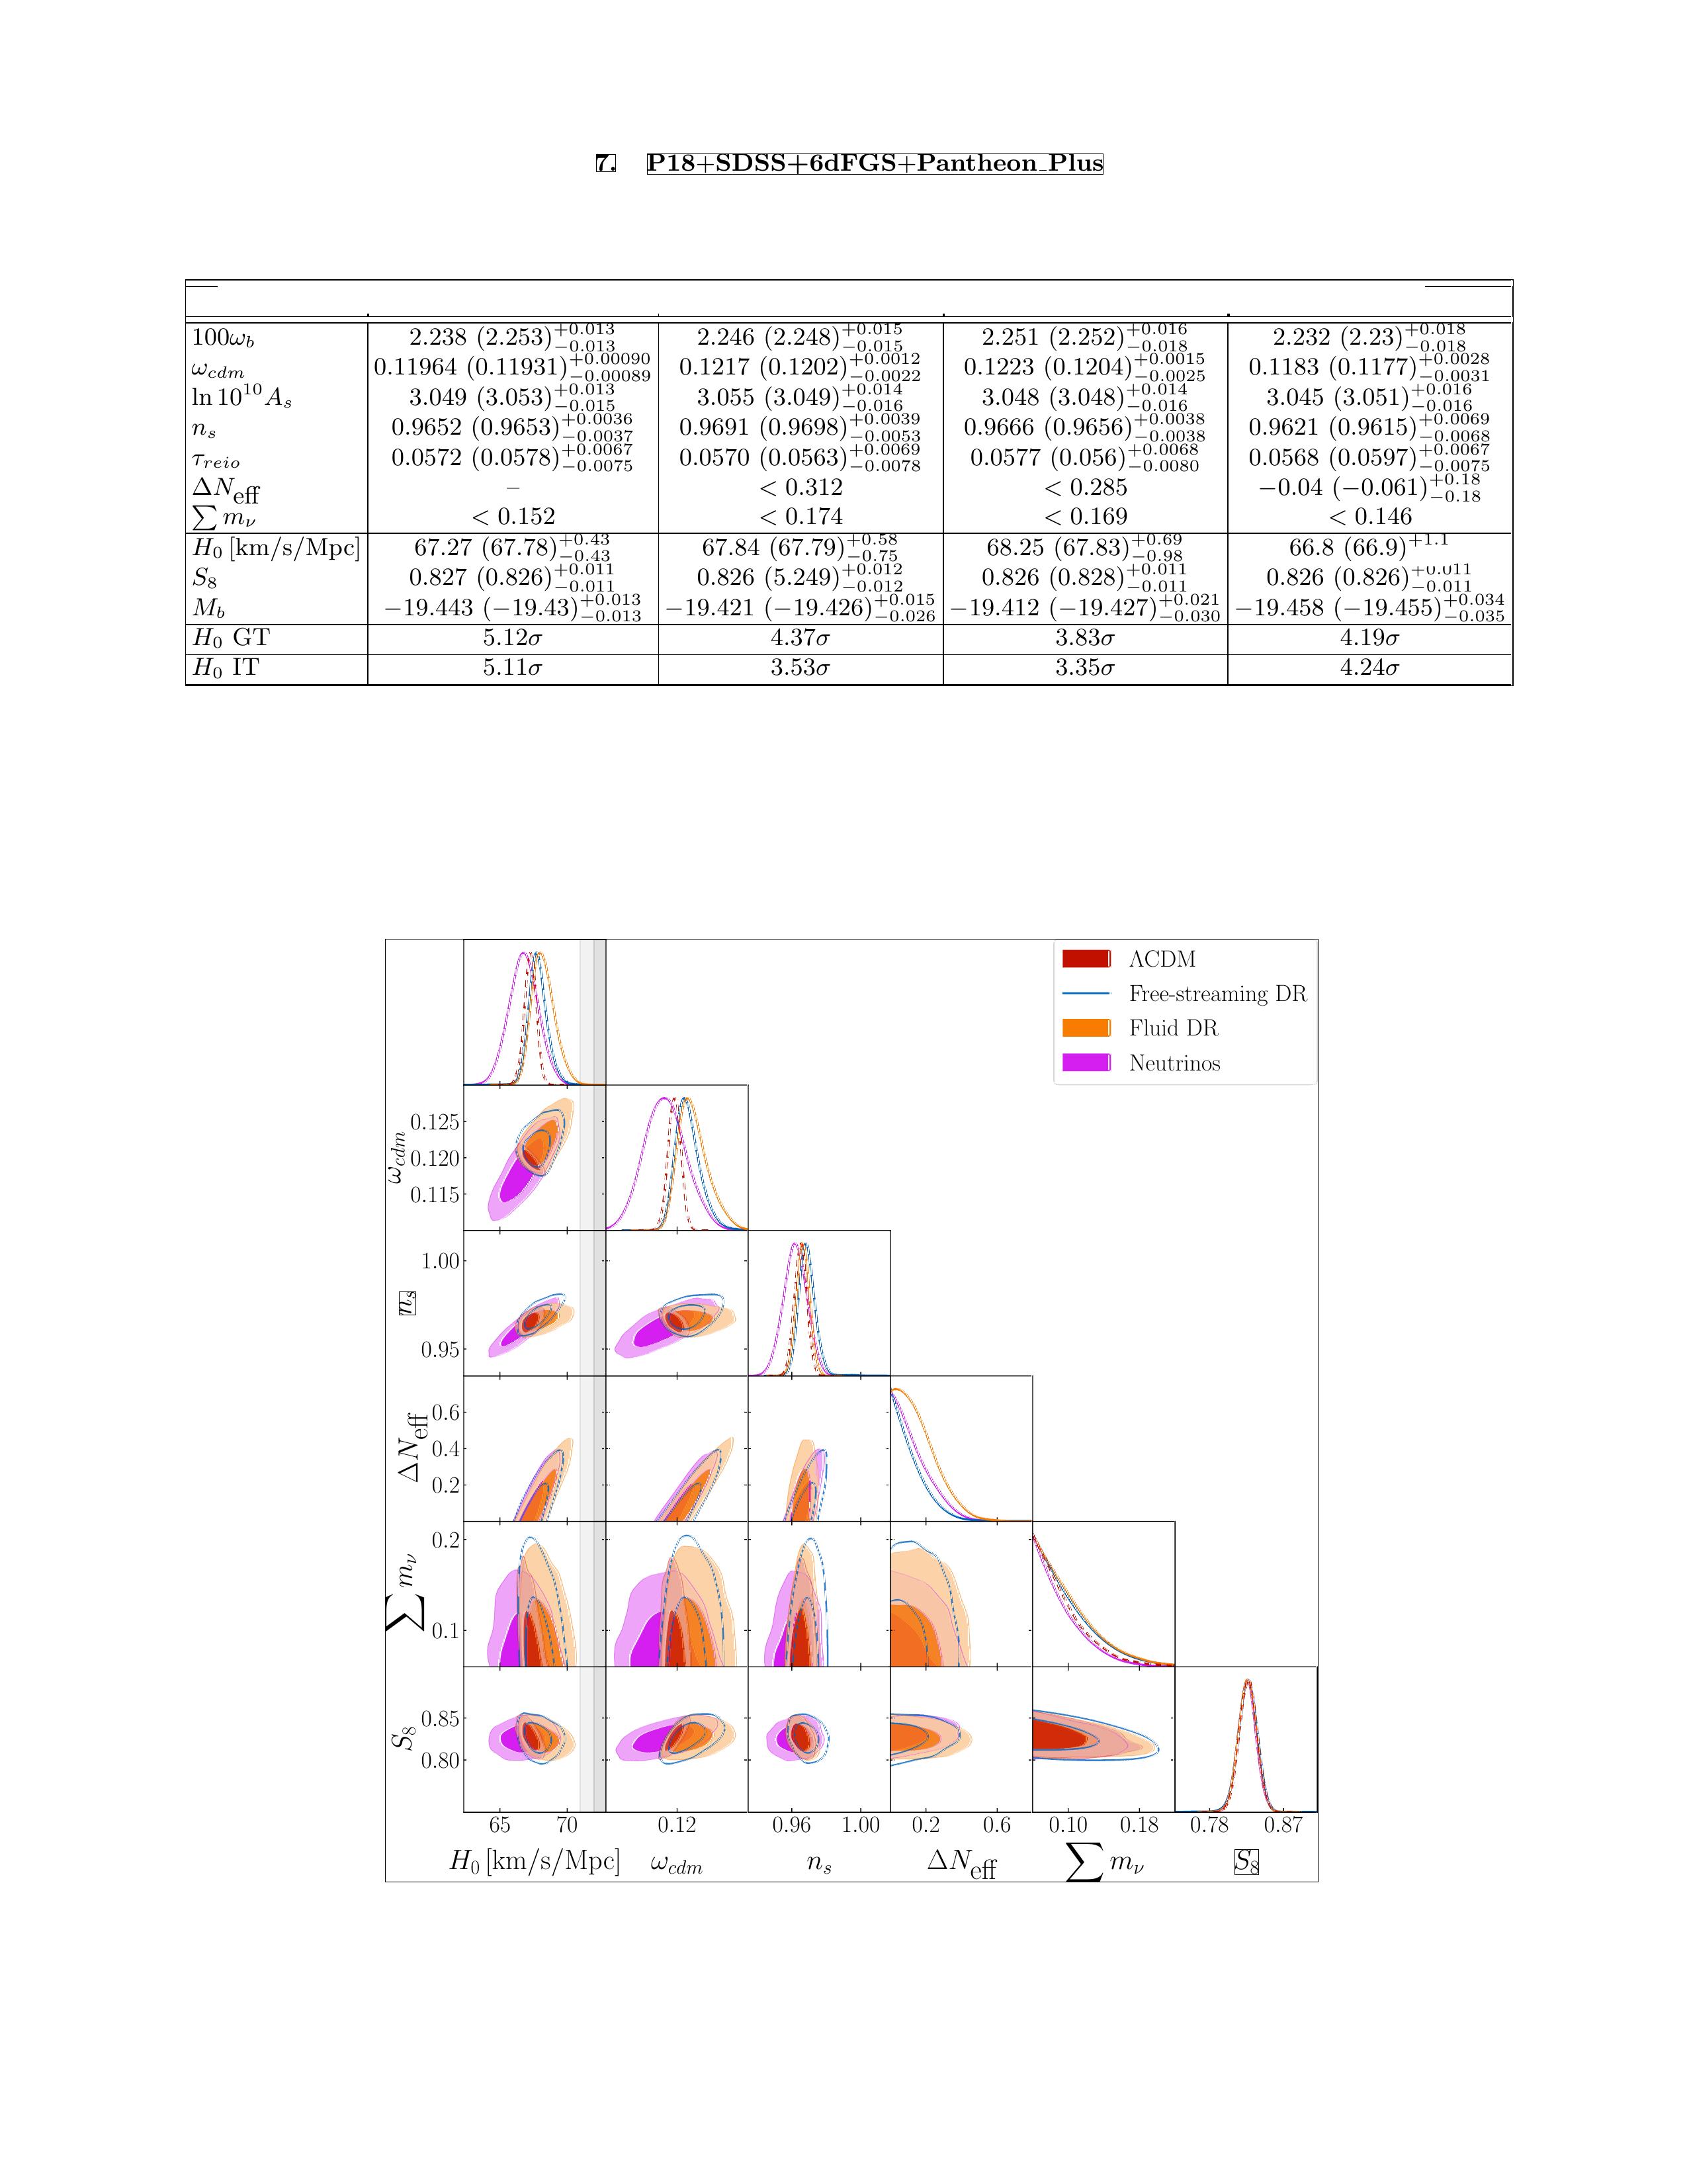 7. P18+SDSS+6dFGS+Pantheon_Plus
100ω_b 2.238 (2.253)^{+0.013}_{−0.013} 2.246 (2.248)^{+0.015}_{−0.015} 2.251 (2.252)^{+0.016}_{−0.018} 2.232 (2.23)^{+0.018}_{−0.018}
ω_{cdm} 0.11964 (0.11931)^{+0.00090}_{−0.00089} 0.1217 (0.1202)^{+0.0012}_{−0.0022} 0.1223 (0.1204)^{+0.0015}_{−0.0025} 0.1183 (0.1177)^{+0.0028}_{−0.0031}
ln 10^{10}A_s 3.049 (3.053)^{+0.013}_{−0.015} 3.055 (3.049)^{+0.014}_{−0.016} 3.048 (3.048)^{+0.014}_{−0.016} 3.045 (3.051)^{+0.016}_{−0.016}
n_s 0.9652 (0.9653)^{+0.0036}_{−0.0037} 0.9691 (0.9698)^{+0.0039}_{−0.0053} 0.9666 (0.9656)^{+0.0038}_{−0.0038} 0.9621 (0.9615)^{+0.0069}_{−0.0068}
τ_{reio} 0.0572 (0.0578)^{+0.0067}_{−0.0075} 0.0570 (0.0563)^{+0.0069}_{−0.0078} 0.0577 (0.056)^{+0.0068}_{−0.0080} 0.0568 (0.0597)^{+0.0067}_{−0.0075}
ΔN_{eff} – < 0.312 < 0.285 −0.04 (−0.061)^{+0.18}_{−0.18}
∑ m_ν < 0.152 < 0.174 < 0.169 < 0.146
H_0 [km/s/Mpc] 67.27 (67.78)^{+0.43}_{−0.43} 67.84 (67.79)^{+0.58}_{−0.75} 68.25 (67.83)^{+0.69}_{−0.98} 66.8 (66.9)^{+1.1}
S_8 0.827 (0.826)^{+0.011}_{−0.011} 0.826 (5.249)^{+0.012}_{−0.012} 0.826 (0.828)^{+0.011}_{−0.011} 0.826 (0.826)^{+0.011}_{−0.011}
M_b −19.443 (−19.43)^{+0.013}_{−0.013} −19.421 (−19.426)^{+0.015}_{−0.026} −19.412 (−19.427)^{+0.021}_{−0.030} −19.458 (−19.455)^{+0.034}_{−0.035}
H_0 GT 5.12σ 4.37σ 3.83σ 4.19σ
H_0 IT 5.11σ 3.53σ 3.35σ 4.24σ
ΛCDM
Free-streaming DR
Fluid DR
Neutrinos
ω_{cdm}
0.125
0.120
0.115
n_s
1.00
0.95
ΔN_{eff}
0.6
0.4
0.2
∑ m_ν
0.2
0.1
S_8
0.85
0.80
65 70 0.12 0.96 1.00 0.2 0.6 0.10 0.18 0.78 0.87
H_0 [km/s/Mpc] ω_{cdm} n_s ΔN_{eff} ∑ m_ν S_8